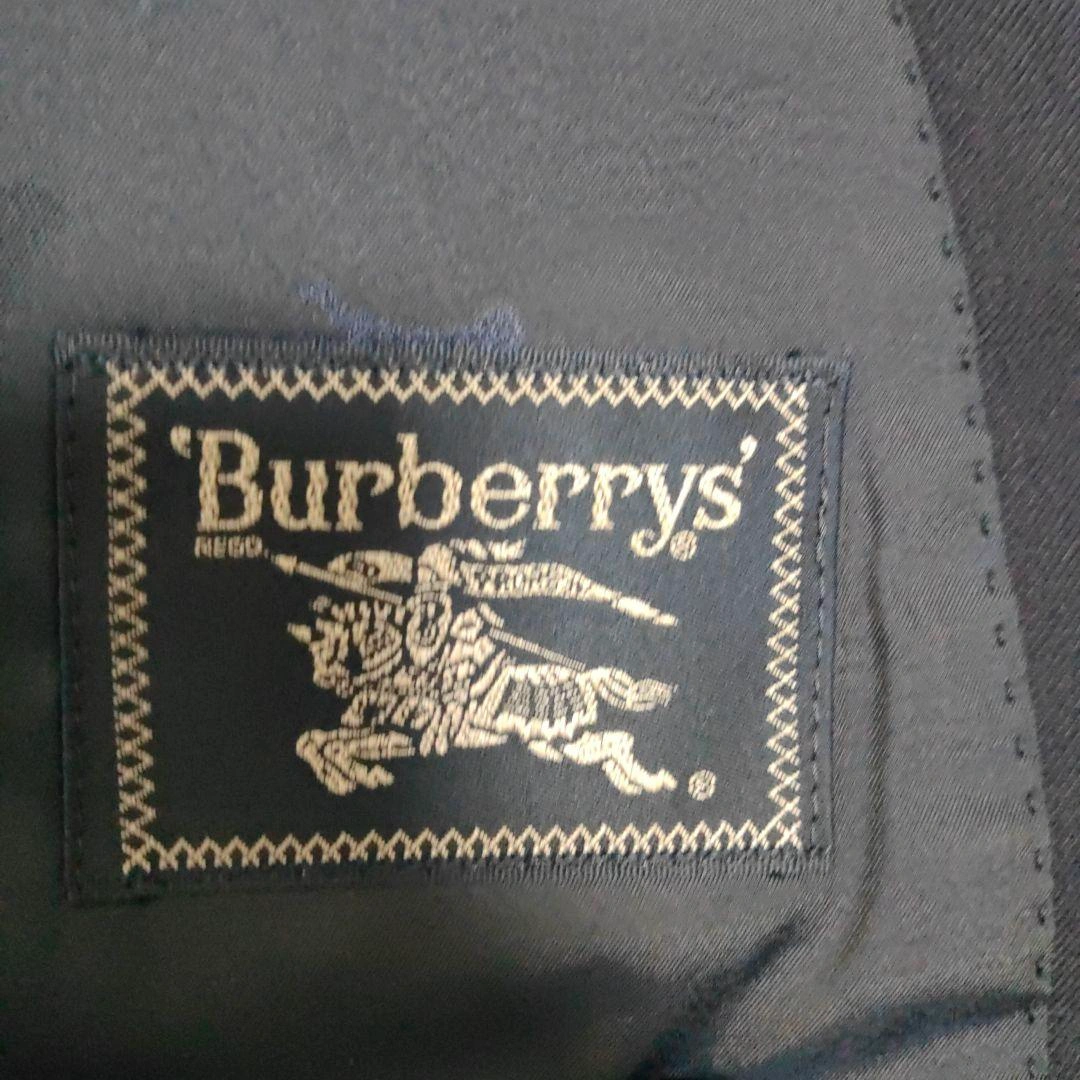 'Burberrys'
REGD. ®
®